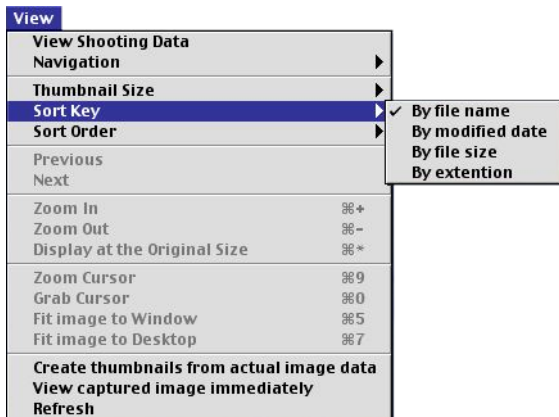 View
View Shooting Data
Navigation
Thumbnail Size
Sort Key
Sort Order
Previous
Next
Zoom In ⌘+
Zoom Out ⌘-
Display at the Original Size ⌘*
Zoom Cursor ⌘9
Grab Cursor ⌘0
Fit image to Window ⌘5
Fit image to Desktop ⌘7
Create thumbnails from actual image data
View captured image immediately
Refresh
By file name
By modified date
By file size
By extention